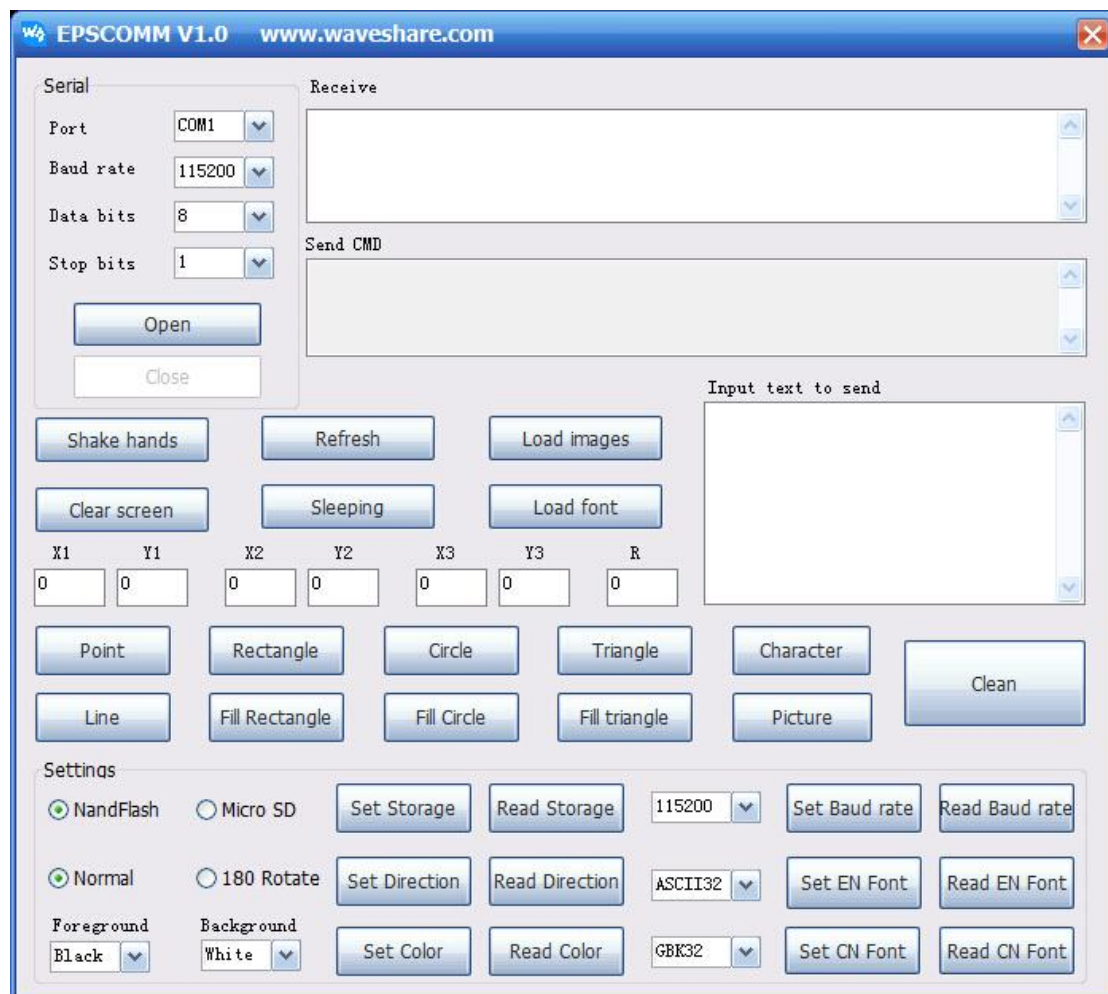 EPSCOMM V1.0 www.waveshare.com
Serial
Port COM1
Baud rate 115200
Data bits 8
Stop bits 1
Open
Close
Receive
Send CMD
Input text to send
Shake hands Refresh Load images
Clear screen Sleeping Load font
X1 Y1 X2 Y2 X3 Y3 R
0 0 0 0 0 0 0
Point Rectangle Circle Triangle Character
Line Fill Rectangle Fill Circle Fill triangle Picture
Clean
Settings
NandFlash Micro SD Set Storage Read Storage 115200 Set Baud rate Read Baud rate
Normal 180 Rotate Set Direction Read Direction ASCII32 Set EN Font Read EN Font
Foreground Background
Black White Set Color Read Color GBK32 Set CN Font Read CN Font